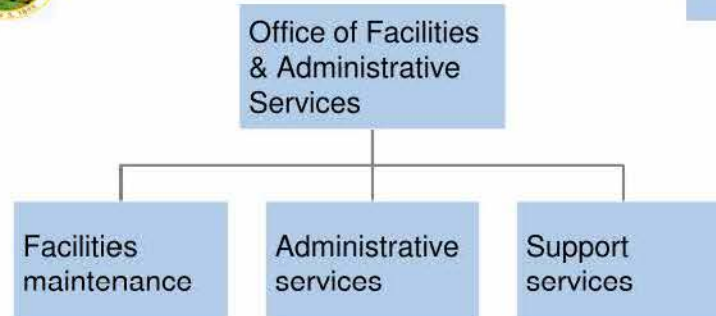 Office of Facilities
& Administrative
Services
Facilities
maintenance
Administrative
services
Support
services